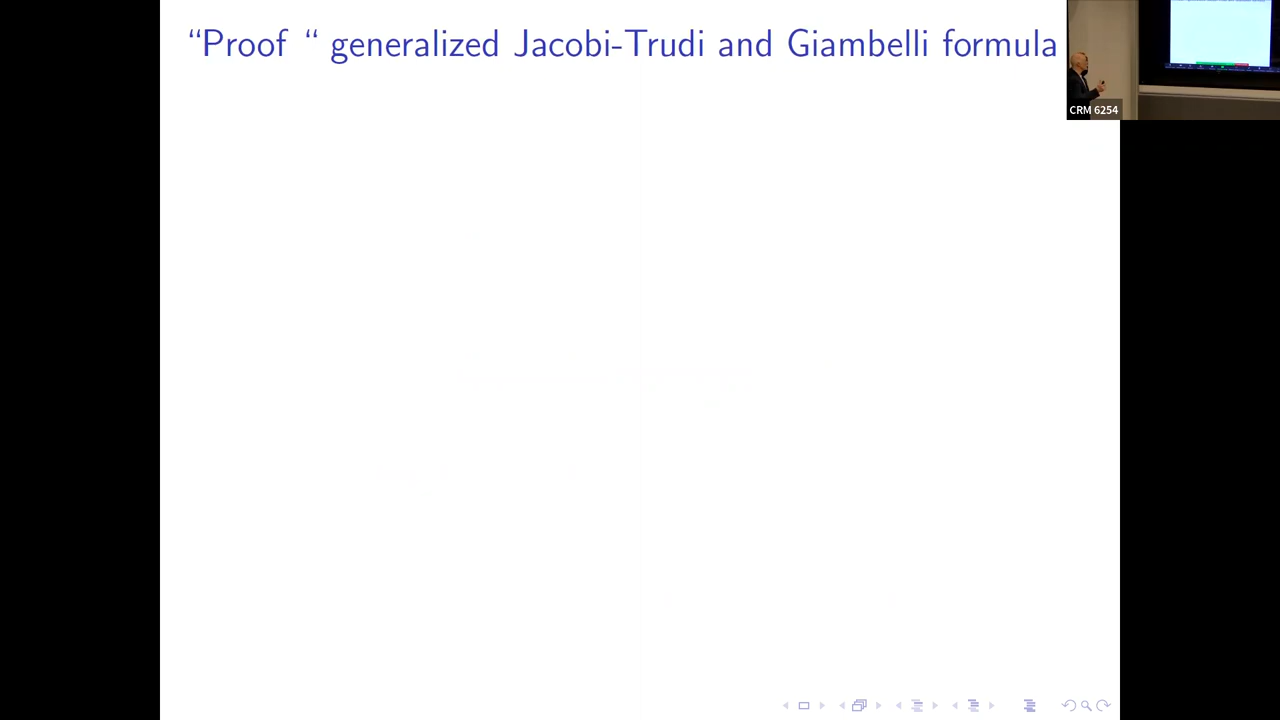 “Proof “ generalized Jacobi-Trudi and Giambelli formula
CRM 6254